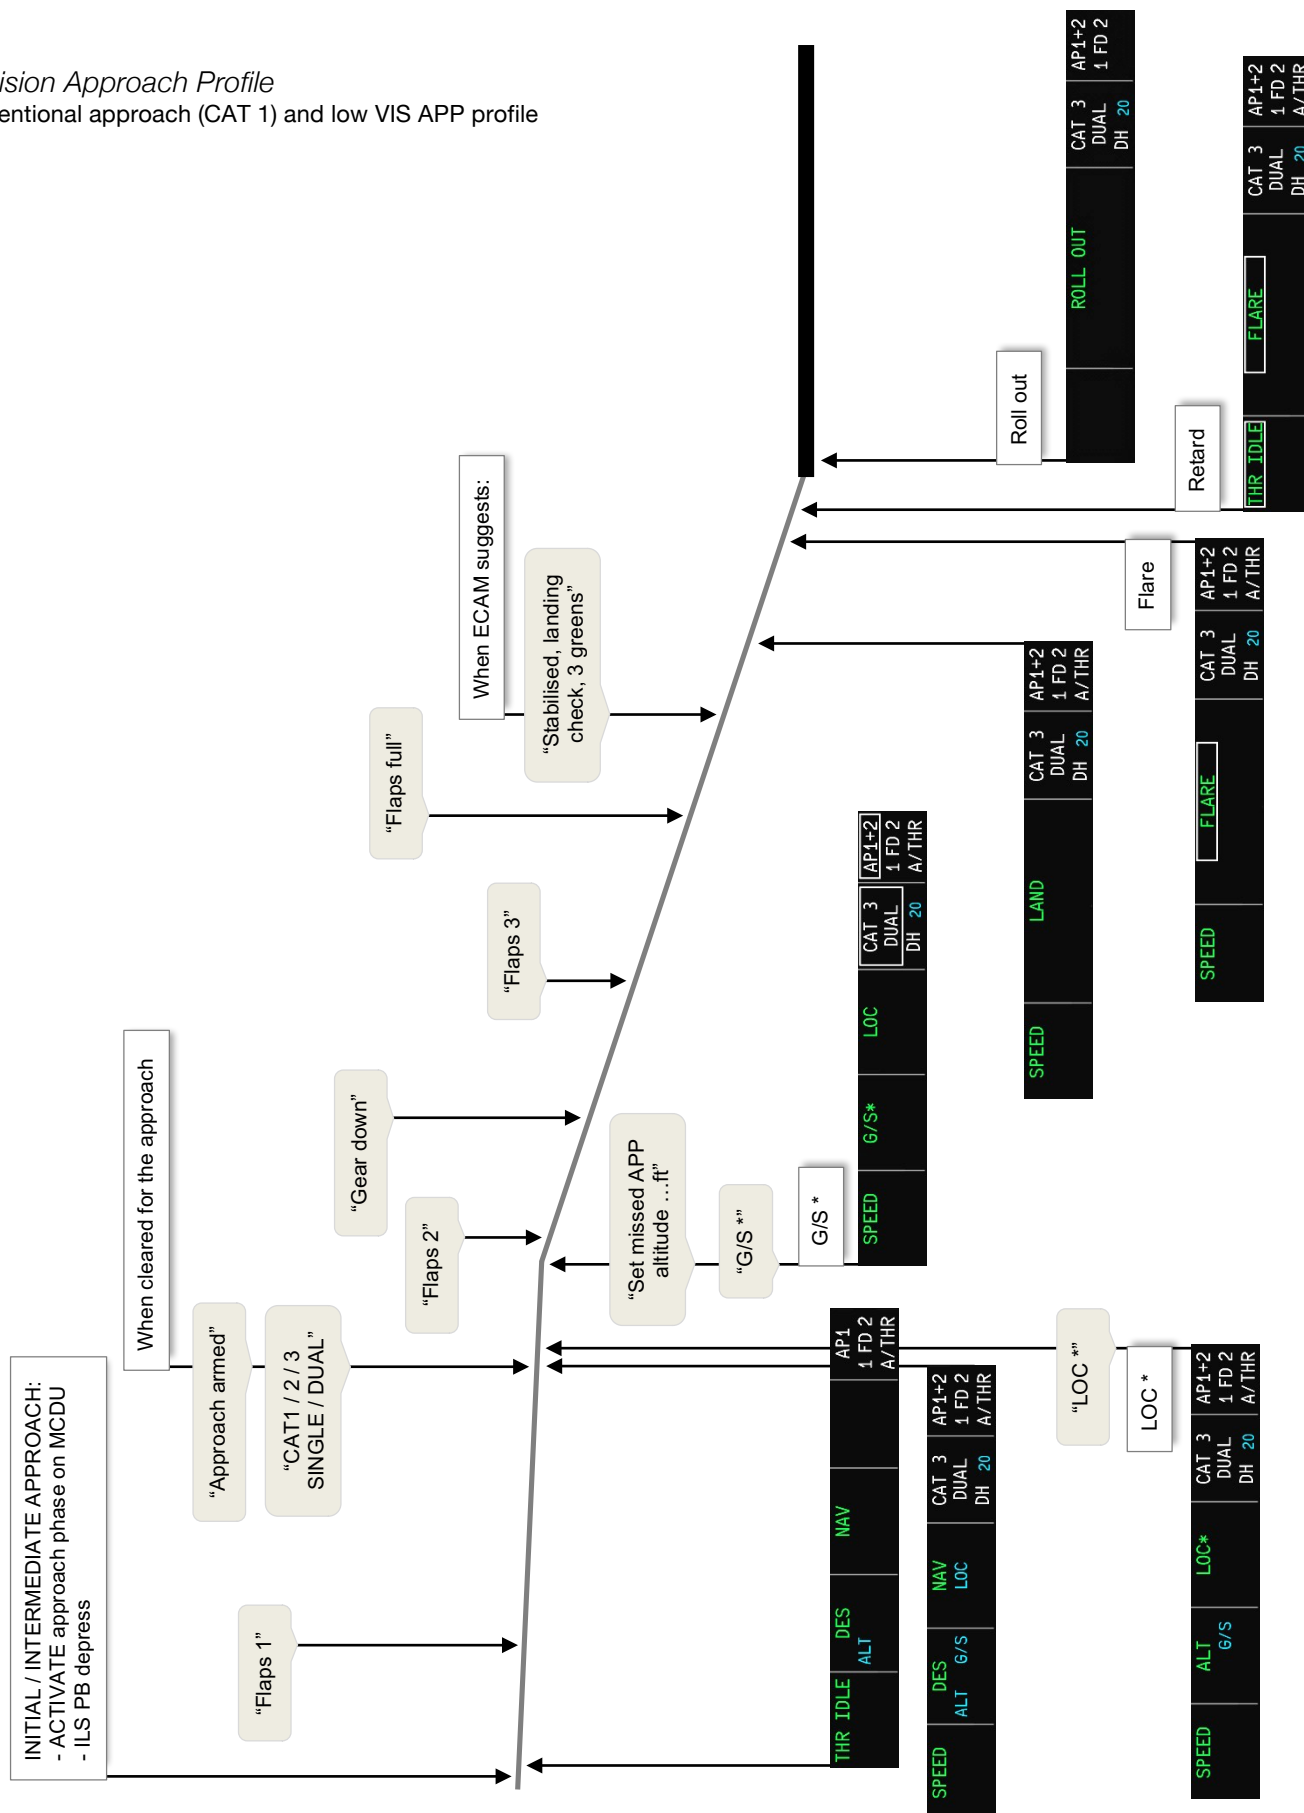 ision Approach Profile
entional approach (CAT 1) and low VIS APP profile
INITIAL / INTERMEDIATE APPROACH:
- ACTIVATE approach phase on MCDU
- ILS PB depress
“Flaps 1”
When cleared for the approach
“Approach armed”
“CAT1 / 2 / 3
SINGLE / DUAL”
“Flaps 2”
“Gear down”
“Flaps 3”
“Flaps full”
When ECAM suggests:
“Stabilised, landing
check, 3 greens”
“Set missed APP
altitude …ft”
“G/S *”
G/S *
“LOC *”
LOC *
Flare
Retard
Roll out
THR IDLE DES NAV AP1
ALT 1 FD 2
A/THR
SPEED DES NAV CAT 3 AP1+2
ALT G/S LOC DUAL 1 FD 2
DH 20 A/THR
SPEED ALT LOC* CAT 3 AP1+2
G/S DUAL 1 FD 2
DH 20 A/THR
SPEED G/S* LOC CAT 3 AP1+2
DUAL 1 FD 2
DH 20 A/THR
SPEED LAND CAT 3 AP1+2
DUAL 1 FD 2
DH 20 A/THR
SPEED FLARE CAT 3 AP1+2
DUAL 1 FD 2
DH 20 A/THR
THR IDLE FLARE CAT 3 AP1+2
DUAL 1 FD 2
DH 20 A/THR
ROLL OUT CAT 3 AP1+2
DUAL 1 FD 2
DH 20